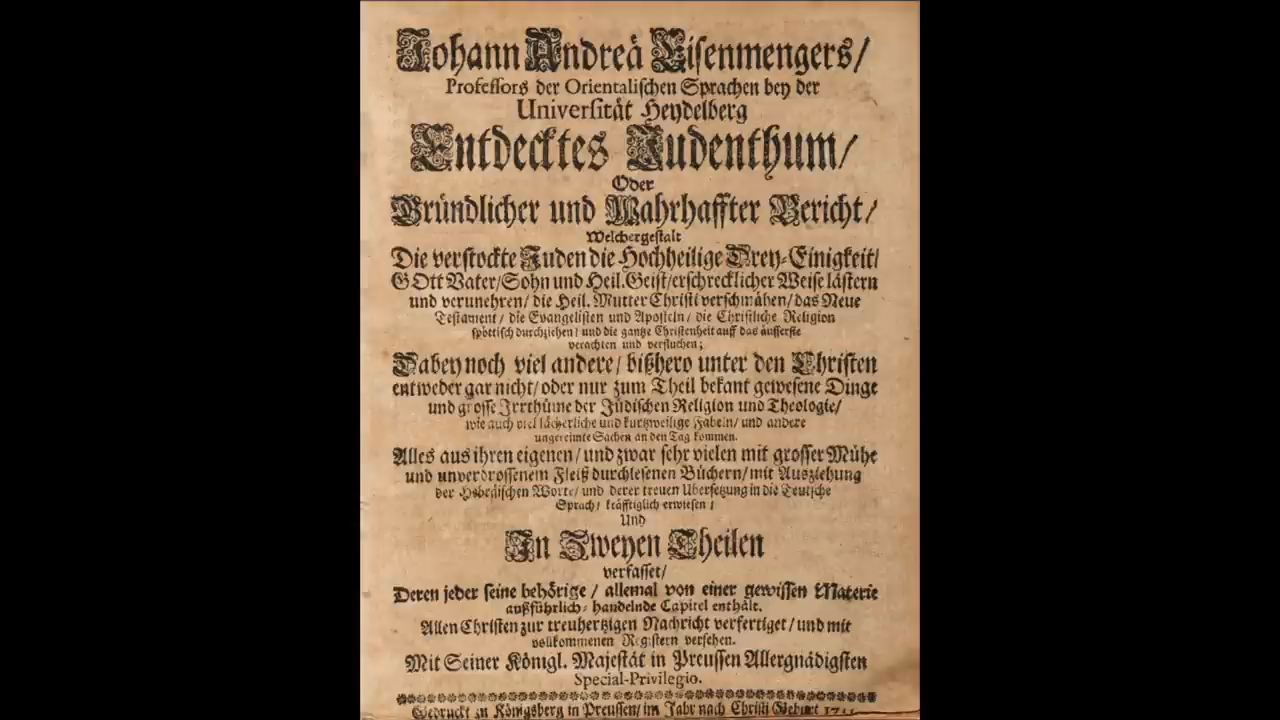 Johann Andreä Eisenmengers/
Professors der Orientalischen Sprachen bey der
Universität Heydelberg
Entdecktes Judenthum/
Oder
Gründlicher und Wahrhaffter Bericht/
Welchergestalt
Die verstockte Juden die Hochheilige Drey-Einigkeit/
GOtt Vater/Sohn und Heil.Geist/erschrecklicher Weise lästern
und verunehren/ die Heil. Mutter Christi verschmähen/das Neue
Testament/ die Evangelisten und Aposteln/ die Christliche Religion
spöttisch durchziehen/ und die gantze Christenheit auff das äusserste
verachten und verfluchen;
Dabey noch viel andere/ bißhero unter den Christen
entweder gar nicht/ oder nur zum Theil bekant gewesene Dinge
und grosse Irrthüme der Jüdischen Religion und Theologie/
wie auch viel lächerliche und kurtzweilige Fabeln/ und andere
ungereimte Sachen an den Tag kommen.
Alles aus ihren eigenen/ und zwar sehr vielen mit grosser Mühe
und unverdrossenem Fleiß durchlesenen Büchern/ mit Ausziehung
der Hebräischen Worte/ und derer treuen Ubersetzung in die Teutsche
Sprach/ kräfftiglich erwiesen;
Und
In Zweyen Theilen
verfasset/
Deren jeder seine behörige/ allemal von einer gewissen Materie
außführlich-handelnde Capitel enthält.
Allen Christen zur treuhertzigen Nachricht verfertiget/ und mit
vollkommenen Registern versehen.
Mit Seiner Königl. Majestät in Preussen Allergnädigsten
Special-Privilegio.
Gedruckt zu Königsberg in Preussen/ im Jahr nach Christi Geburt